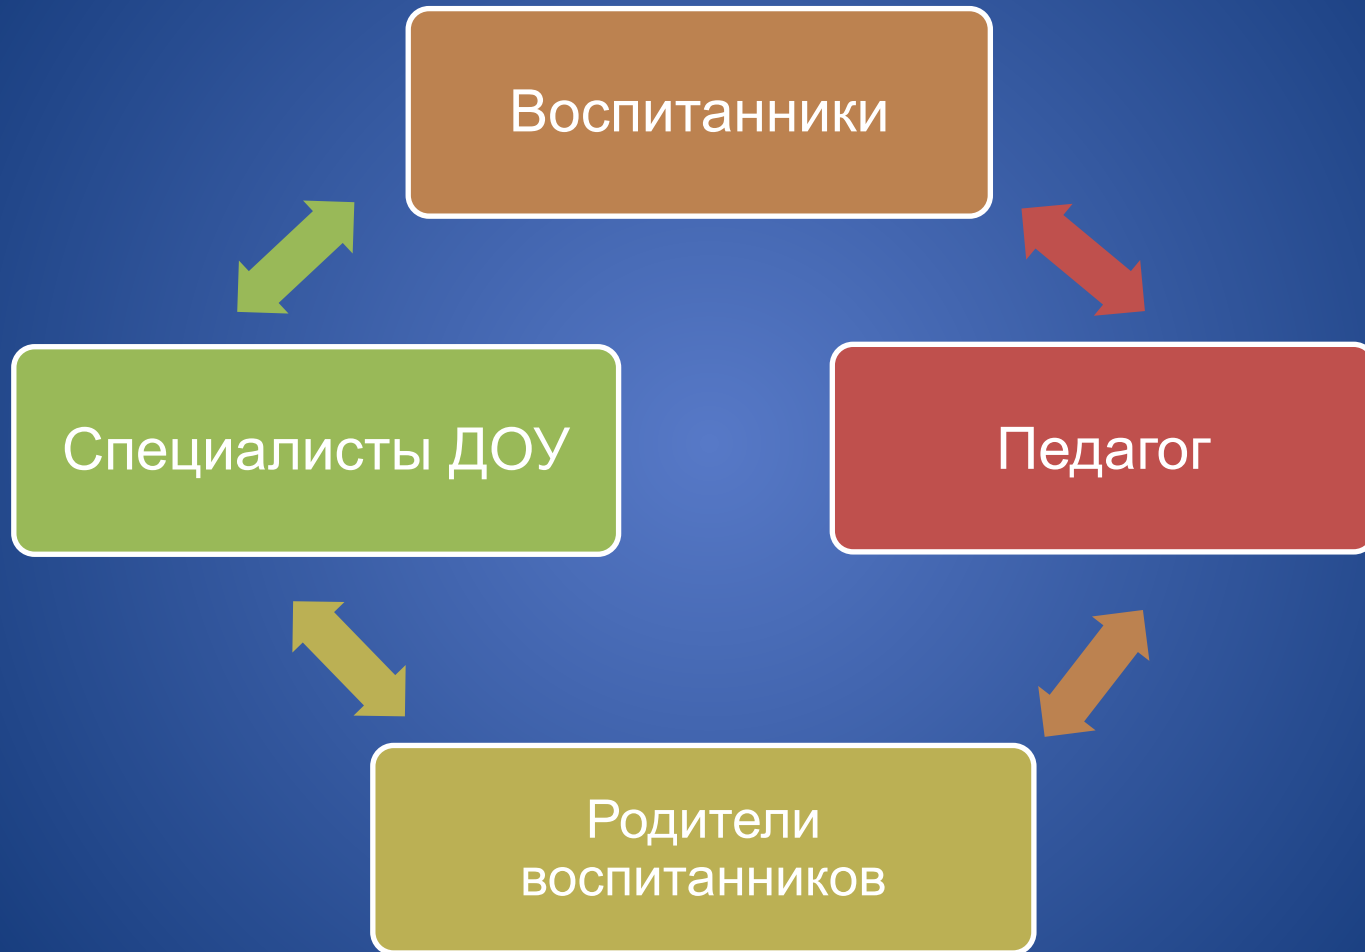 Воспитанники
Специалисты ДОУ
Педагог
Родители
воспитанников